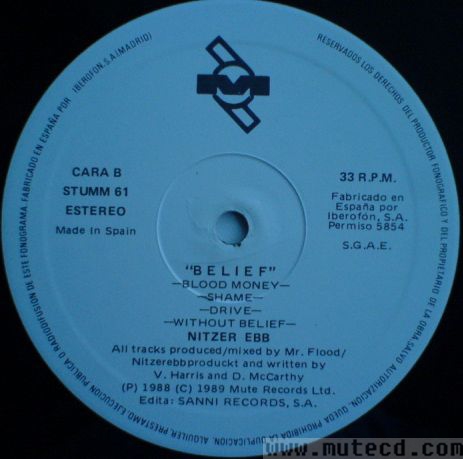 FABRICADO EN ESPAÑA POR IBEROFON,S.A.(MADRID)
RESERVADOS LOS DERECHOS DEL PRODUCTOR FONOGRAFICO Y DEL PROPIETARIO DE LA OBRA.SALVO AUTORIZACION, QUEDA PROHIBIDA LA DUPLICACION, ALQUILER, PRESTAMO, EJECUCION PUBLICA O RADIODIFUSION DE ESTE FONOGRAMA.
CARA B
STUMM 61
ESTEREO
Made In Spain
33 R.P.M.
Fabricado en
España por
Iberofón, S.A.
Permiso 5854
S.G.A.E.
"BELIEF"
—BLOOD MONEY—
—SHAME—
—DRIVE—
—WITHOUT BELIEF—
NITZER EBB
All tracks produced/mixed by Mr. Flood/
Nitzerebbproduckt and written by
V. Harris and D. McCarthy
(P) 1988 (C) 1989 Mute Records Ltd.
Edita: SANNI RECORDS, S.A.
www.mutecd.com